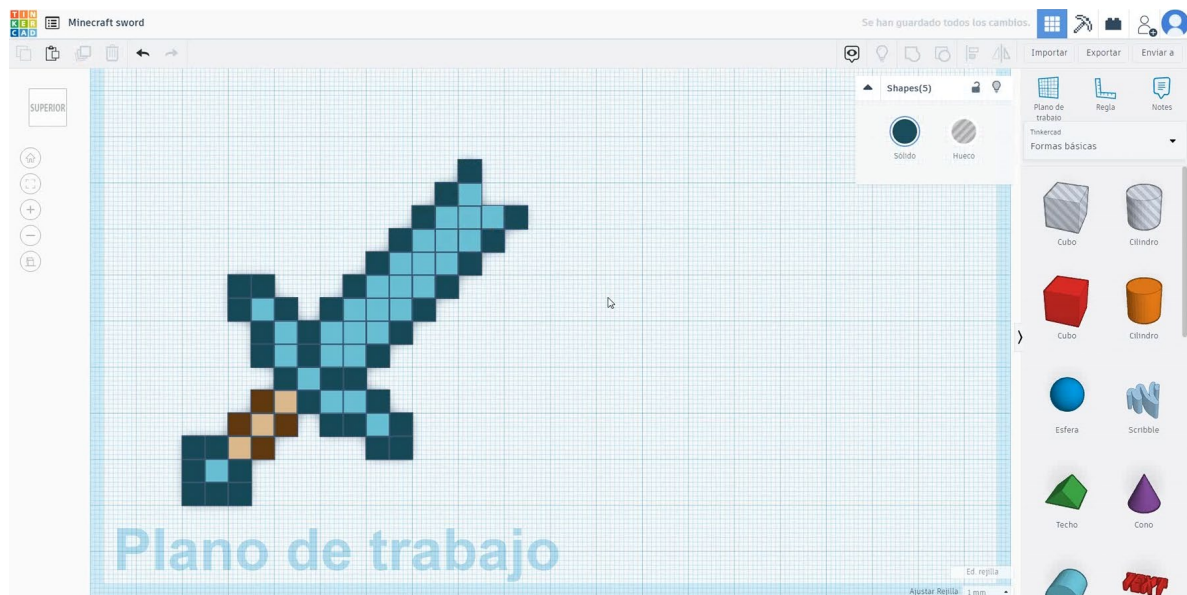 TIN
KER
CAD
Minecraft sword
Se han guardado todos los cambios.
Importar
Exportar
Enviar a
SUPERIOR
Shapes(5)
Sólido
Hueco
Plano de trabajo
Regla
Notes
Tinkercad
Formas básicas
Cubo
Cilindro
Cubo
Cilindro
Esfera
Scribble
Techo
Cono
TEXT
Plano de trabajo
Ed. rejilla
Ajustar Rejilla
1 mm